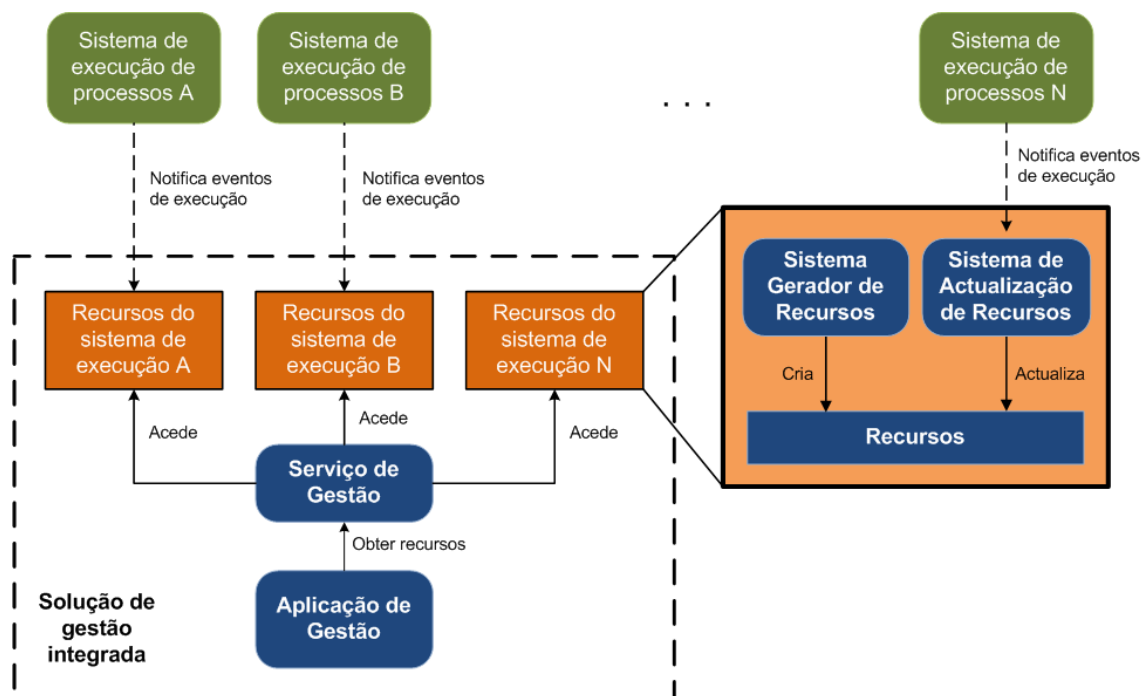 Sistema de
execução de
processos A
Sistema de
execução de
processos B
. . .
Sistema de
execução de
processos N
Notifica eventos
de execução
Notifica eventos
de execução
Notifica eventos
de execução
Recursos do
sistema de
execução A
Recursos do
sistema de
execução B
Recursos do
sistema de
execução N
Sistema
Gerador de
Recursos
Sistema de
Actualização
de Recursos
Cria
Actualiza
Recursos
Acede
Acede
Acede
Serviço de
Gestão
Obter recursos
Aplicação de
Gestão
Solução de
gestão
integrada